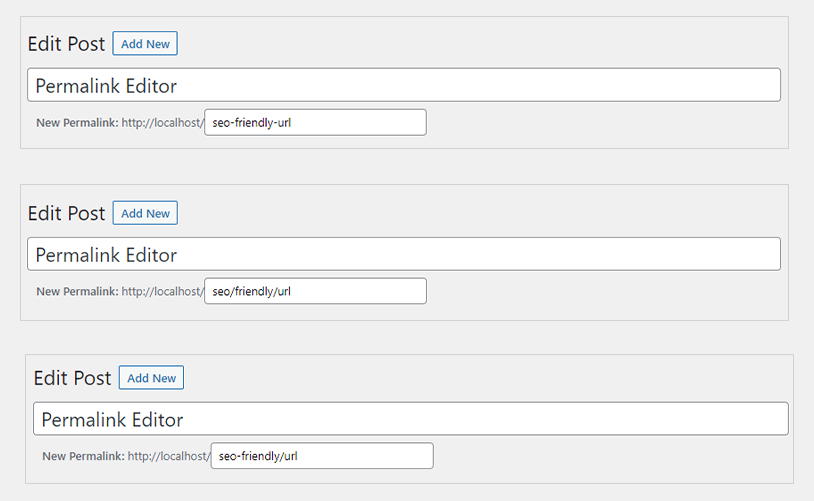 Edit Post Add New
Permalink Editor
New Permalink: http://localhost/ seo-friendly-url
Edit Post Add New
Permalink Editor
New Permalink: http://localhost/ seo/friendly/url
Edit Post Add New
Permalink Editor
New Permalink: http://localhost/ seo-friendly/url